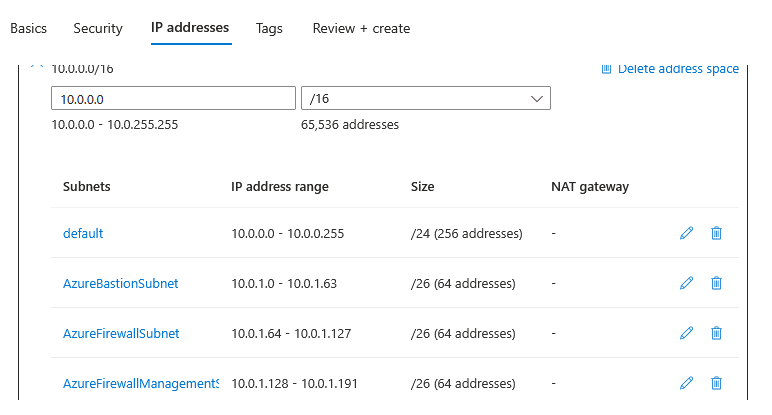 Basics Security IP addresses Tags Review + create
10.0.0.0/16 Delete address space
10.0.0.0 /16
10.0.0.0 - 10.0.255.255 65,536 addresses
Subnets IP address range Size NAT gateway
default 10.0.0.0 - 10.0.0.255 /24 (256 addresses) -
AzureBastionSubnet 10.0.1.0 - 10.0.1.63 /26 (64 addresses) -
AzureFirewallSubnet 10.0.1.64 - 10.0.1.127 /26 (64 addresses) -
AzureFirewallManagementS 10.0.1.128 - 10.0.1.191 /26 (64 addresses) -